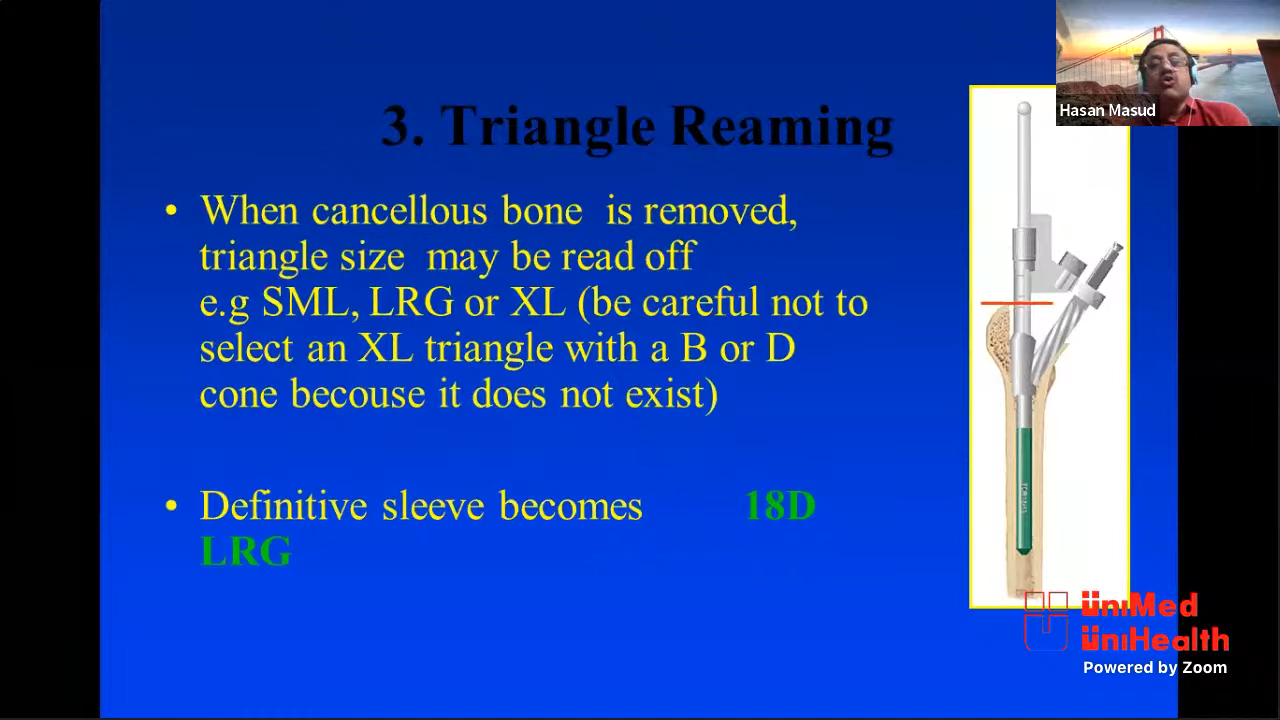 Hasan Masud
3. Triangle Reaming
• When cancellous bone is removed,
triangle size may be read off
e.g SML, LRG or XL (be careful not to
select an XL triangle with a B or D
cone becouse it does not exist)
• Definitive sleeve becomes 18D
LRG
UniMed
UniHealth
Powered by Zoom